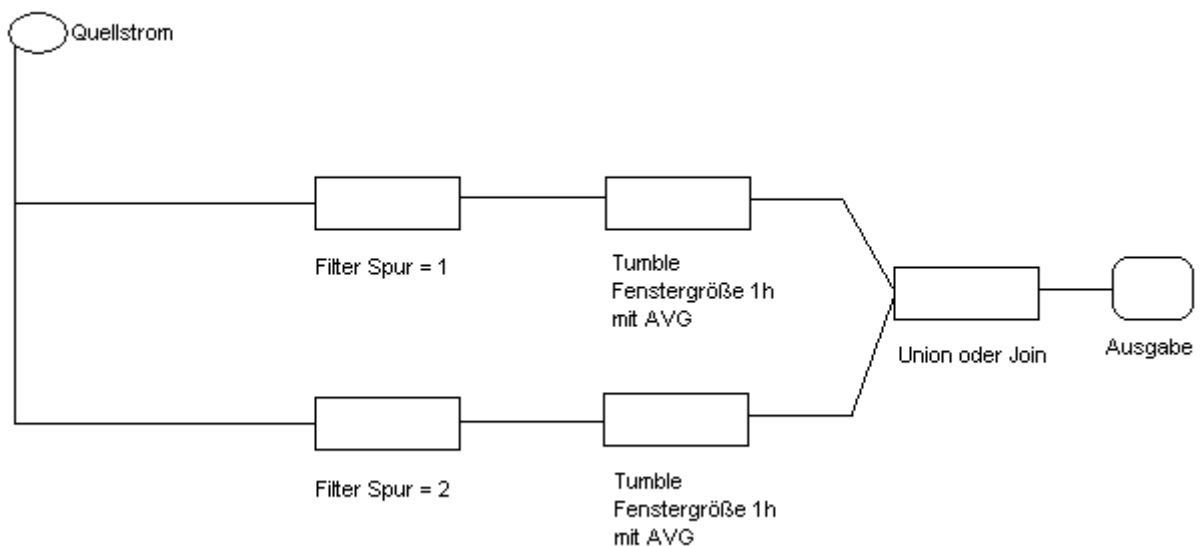 Quellstrom
Filter Spur = 1
Tumble
Fenstergröße 1h
mit AVG
Union oder Join
Ausgabe
Filter Spur = 2
Tumble
Fenstergröße 1h
mit AVG